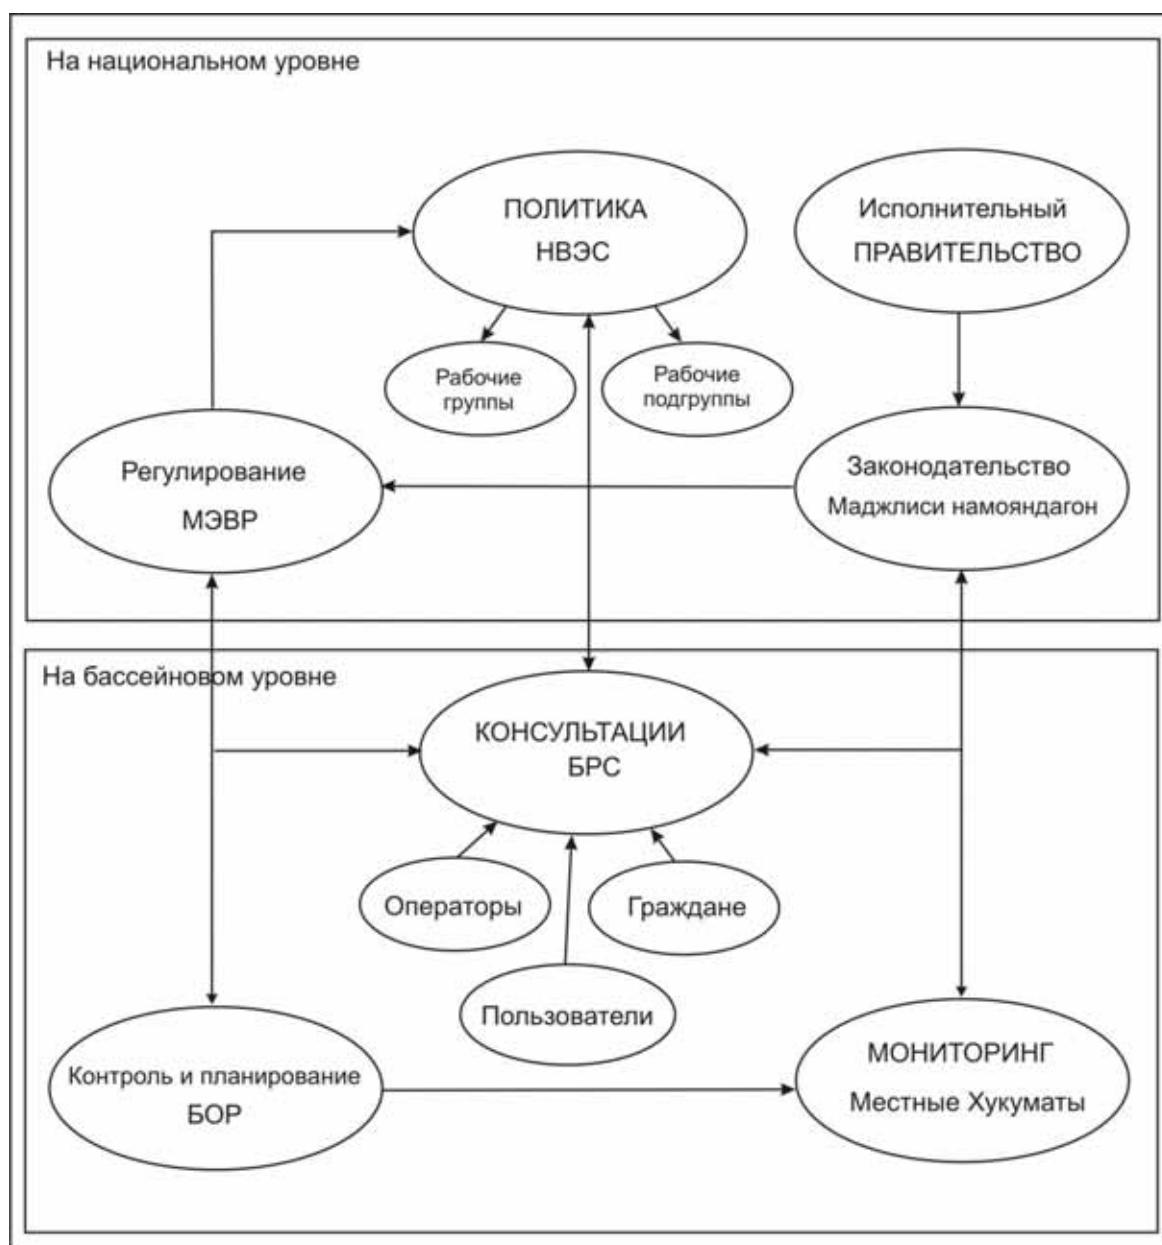 На национальном уровне
ПОЛИТИКА
НВЭС
Исполнительный
ПРАВИТЕЛЬСТВО
Рабочие
группы
Рабочие
подгруппы
Регулирование
МЭВР
Законодательство
Маджлиси намояндагон
На бассейновом уровне
КОНСУЛЬТАЦИИ
БРС
Операторы
Граждане
Пользователи
Контроль и планирование
БОР
МОНИТОРИНГ
Местные Хукуматы